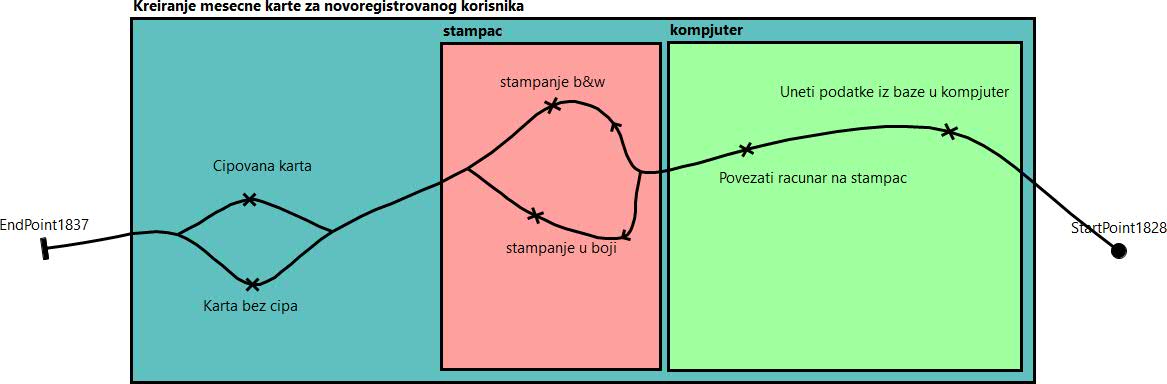 Kreiranje mesecne karte za novoregistrovanog korisnika
stampac
kompjuter
stampanje b&w
Uneti podatke iz baze u kompjuter
Cipovana karta
Povezati racunar na stampac
EndPoint1837
StartPoint1828
stampanje u boji
Karta bez cipa